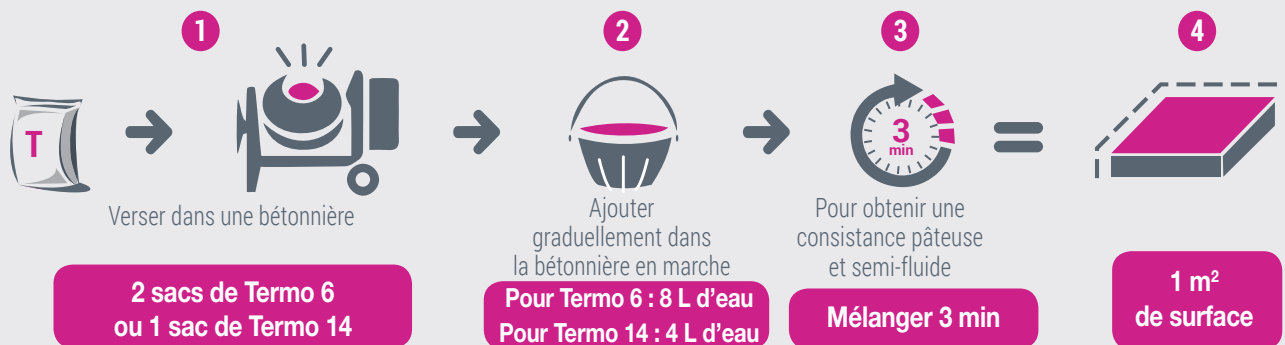 1
2
3
4
T
3
min
Verser dans une bétonnière
Ajouter
graduellement dans
la bétonnière en marche
Pour obtenir une
consistance pâteuse
et semi-fluide
2 sacs de Termo 6
ou 1 sac de Termo 14
Pour Termo 6 : 8 L d’eau
Pour Termo 14 : 4 L d’eau
Mélanger 3 min
1 m²
de surface